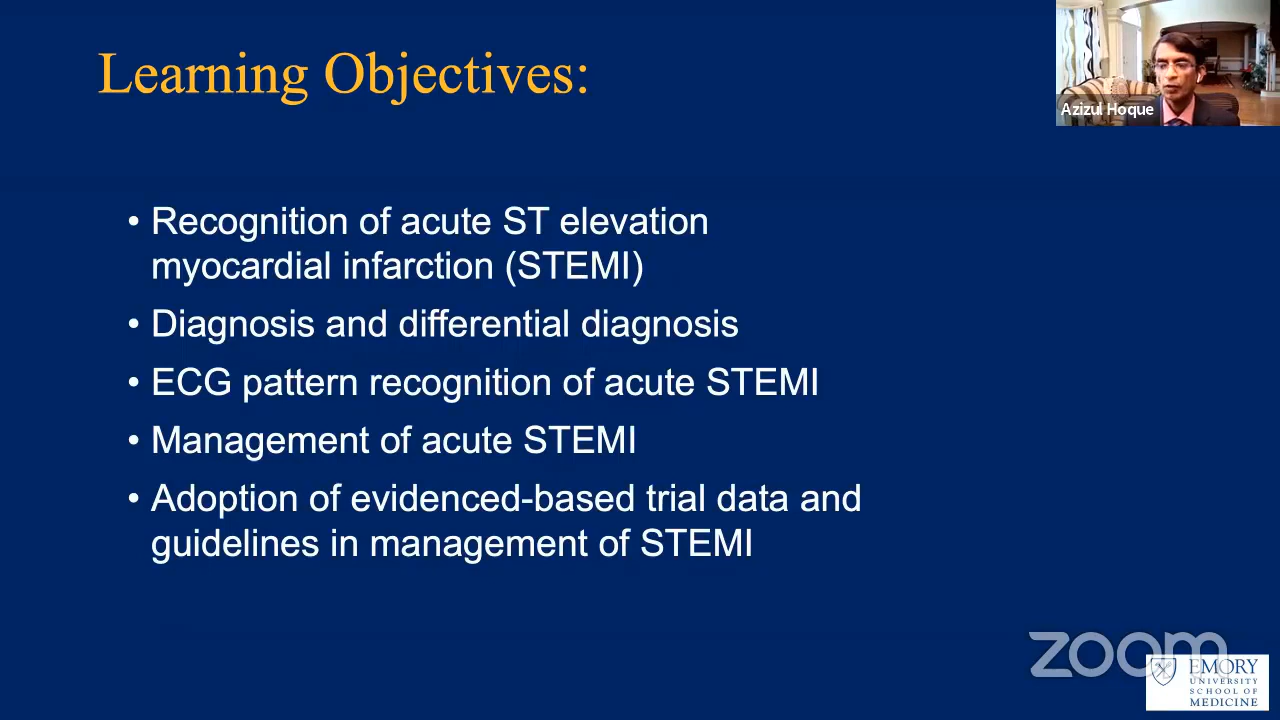 Learning Objectives:
Azizul Hoque
• Recognition of acute ST elevation
myocardial infarction (STEMI)
• Diagnosis and differential diagnosis
• ECG pattern recognition of acute STEMI
• Management of acute STEMI
• Adoption of evidenced-based trial data and
guidelines in management of STEMI
zoom
EMORY
UNIVERSITY
SCHOOL OF
MEDICINE